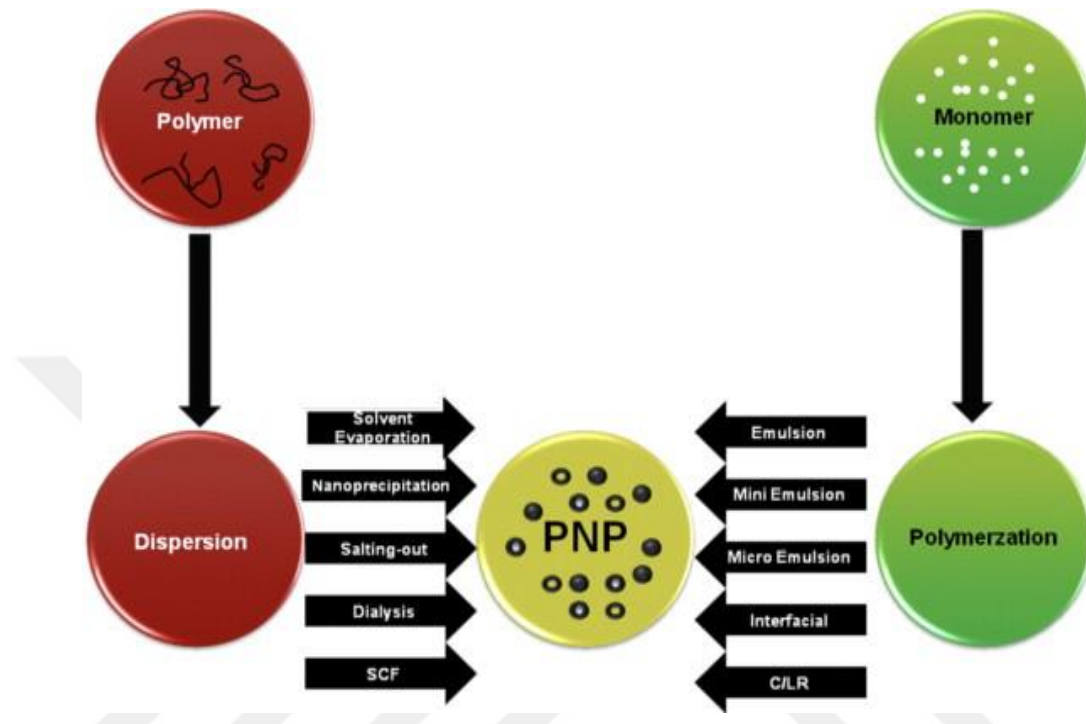 Polymer
Monomer
Solvent
Evaporation
Emulsion
Nanoprecipitation
Mini Emulsion
Dispersion
Salting-out
PNP
Micro Emulsion
Polymerzation
Dialysis
Interfacial
SCF
C/LR